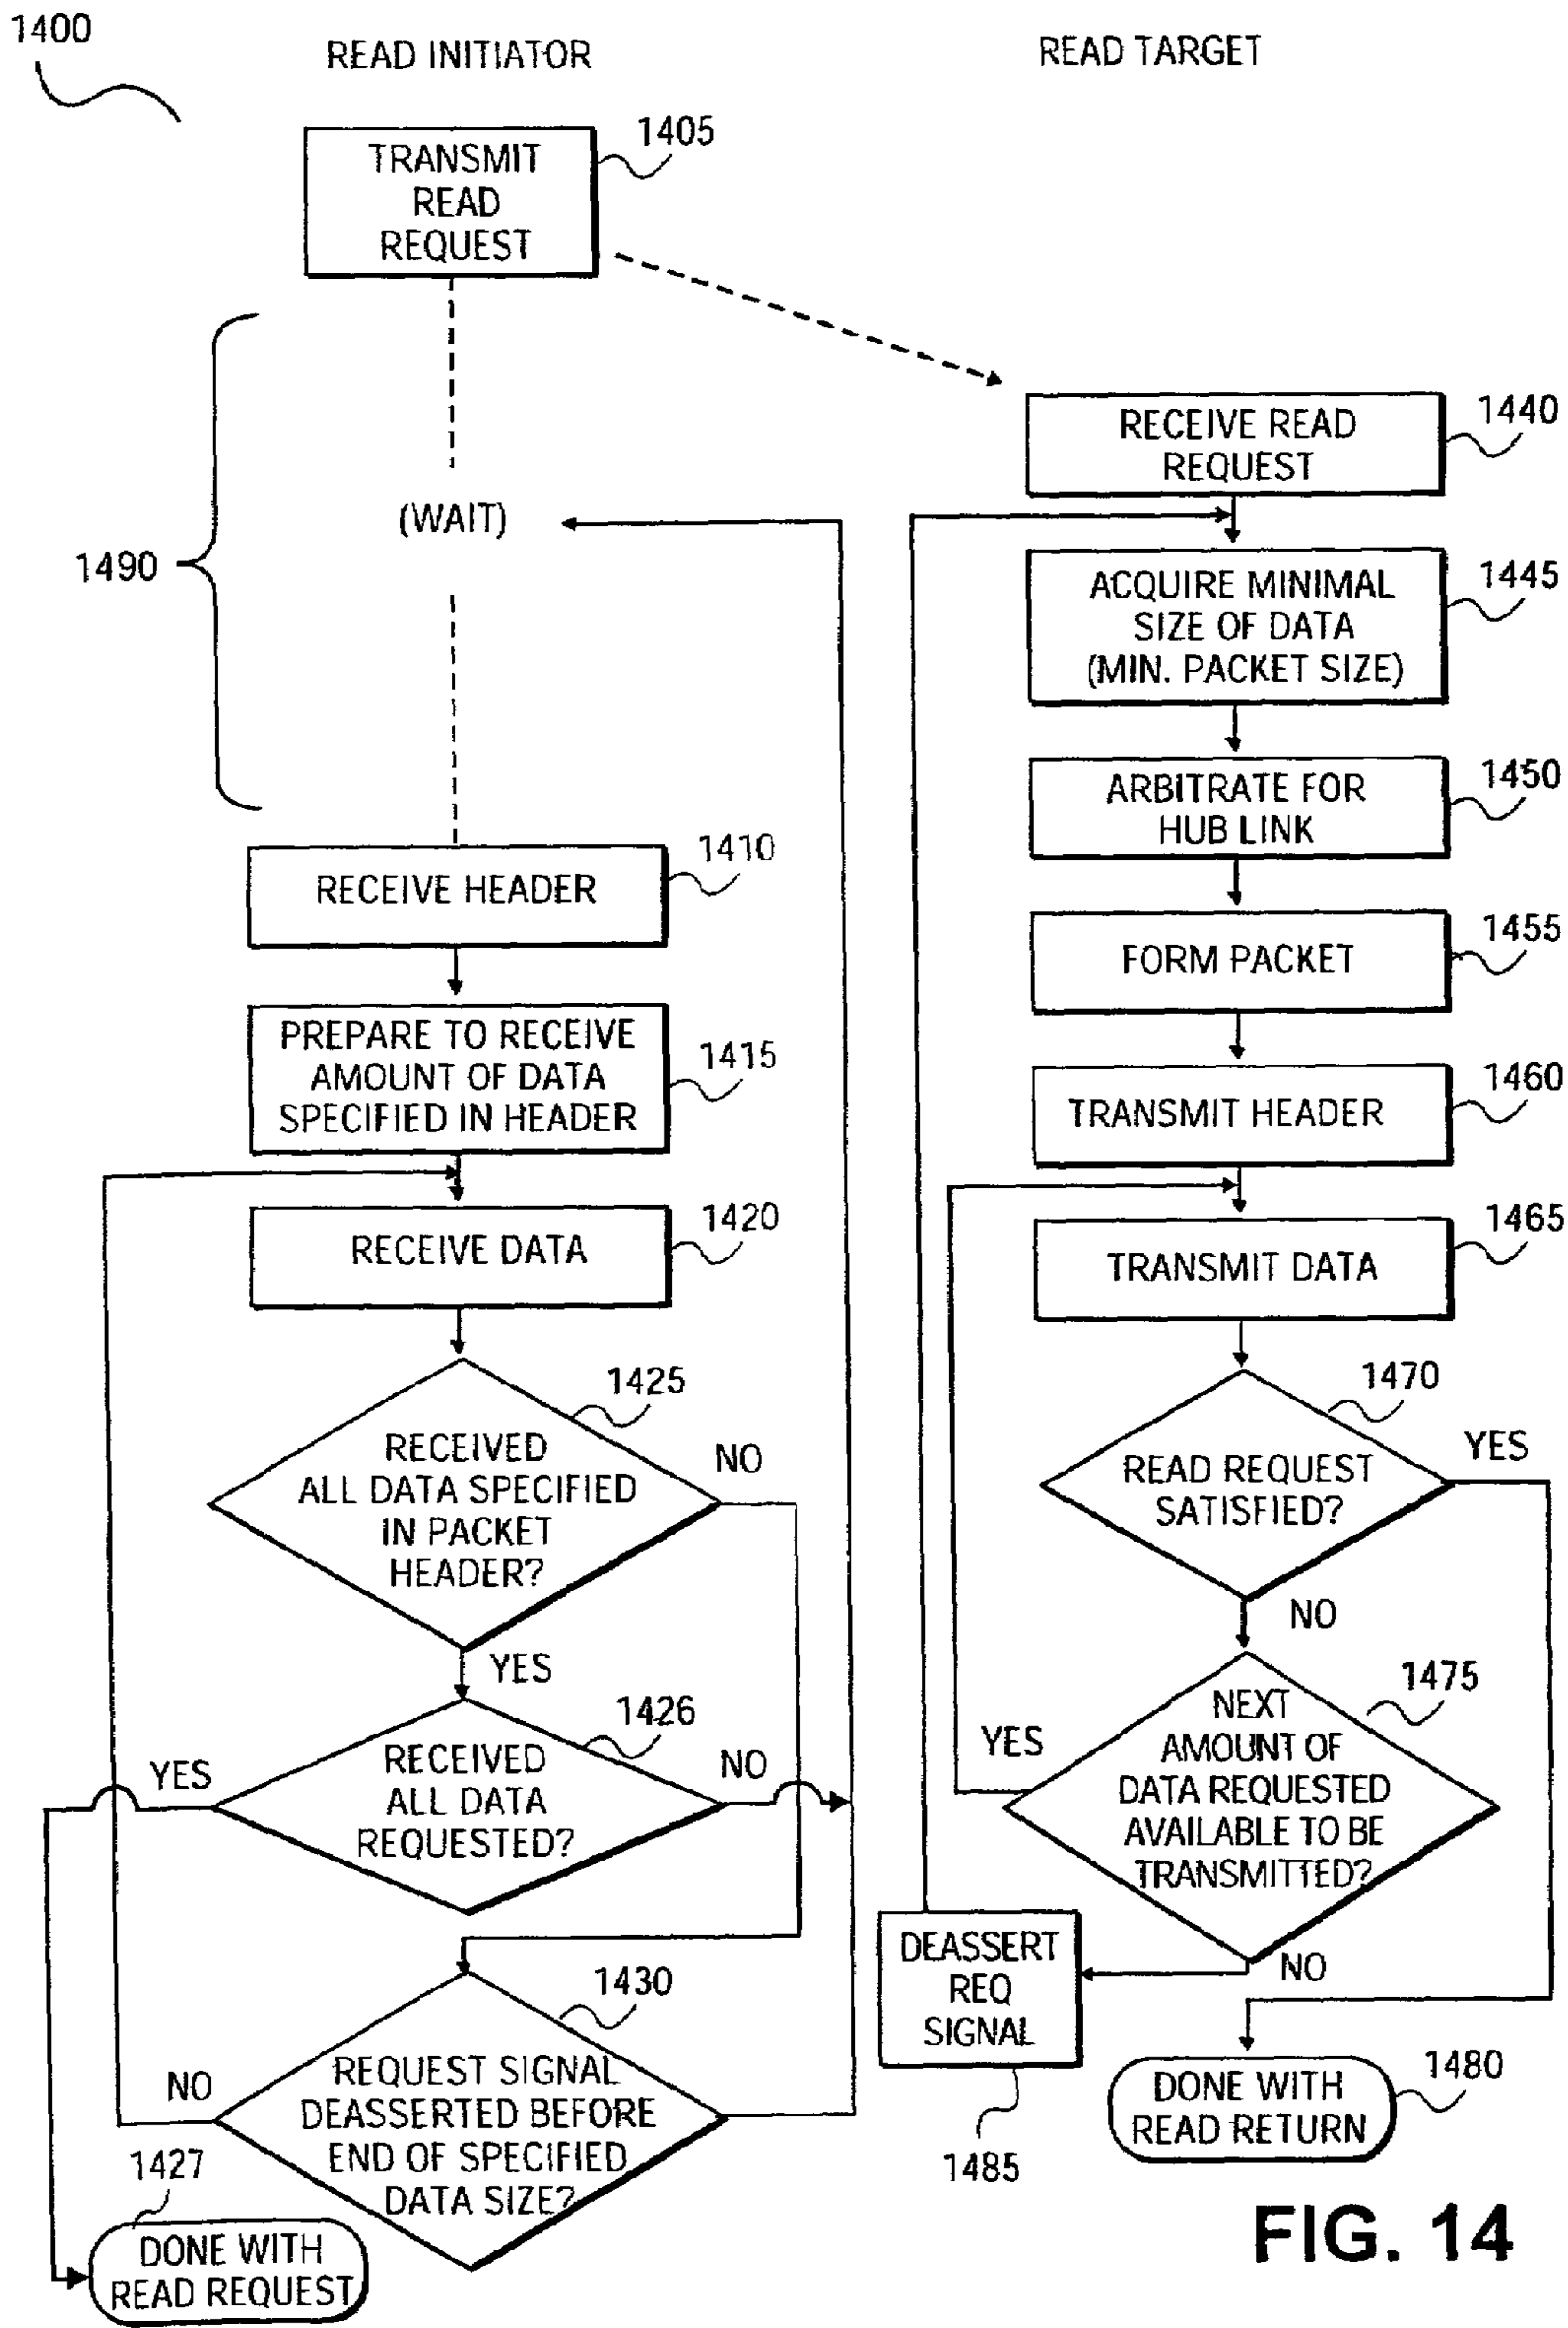 1400
READ INITIATOR
READ TARGET
TRANSMIT
READ
REQUEST
1405
(WAIT)
1490
RECEIVE HEADER
1410
PREPARE TO RECEIVE
AMOUNT OF DATA
SPECIFIED IN HEADER
1415
RECEIVE DATA
1420
RECEIVED
ALL DATA SPECIFIED
IN PACKET
HEADER?
1425
NO
YES
RECEIVED
ALL DATA
REQUESTED?
1426
YES
NO
REQUEST SIGNAL
DEASSERTED BEFORE
END OF SPECIFIED
DATA SIZE?
1430
NO
1427
DONE WITH
READ REQUEST
RECEIVE READ
REQUEST
1440
ACQUIRE MINIMAL
SIZE OF DATA
(MIN. PACKET SIZE)
1445
ARBITRATE FOR
HUB LINK
1450
FORM PACKET
1455
TRANSMIT HEADER
1460
TRANSMIT DATA
1465
READ REQUEST
SATISFIED?
1470
YES
NO
NEXT
AMOUNT OF
DATA REQUESTED
AVAILABLE TO BE
TRANSMITTED?
1475
YES
NO
DEASSERT
REQ
SIGNAL
1485
DONE WITH
READ RETURN
1480
FIG. 14